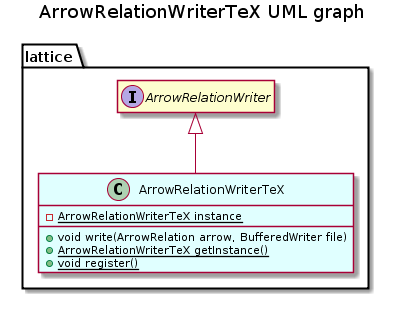 ArrowRelationWriterTeX UML graph
lattice
I ArrowRelationWriter
C ArrowRelationWriterTeX
ArrowRelationWriterTeX instance
void write(ArrowRelation arrow, BufferedWriter file)
ArrowRelationWriterTeX getInstance()
void register()